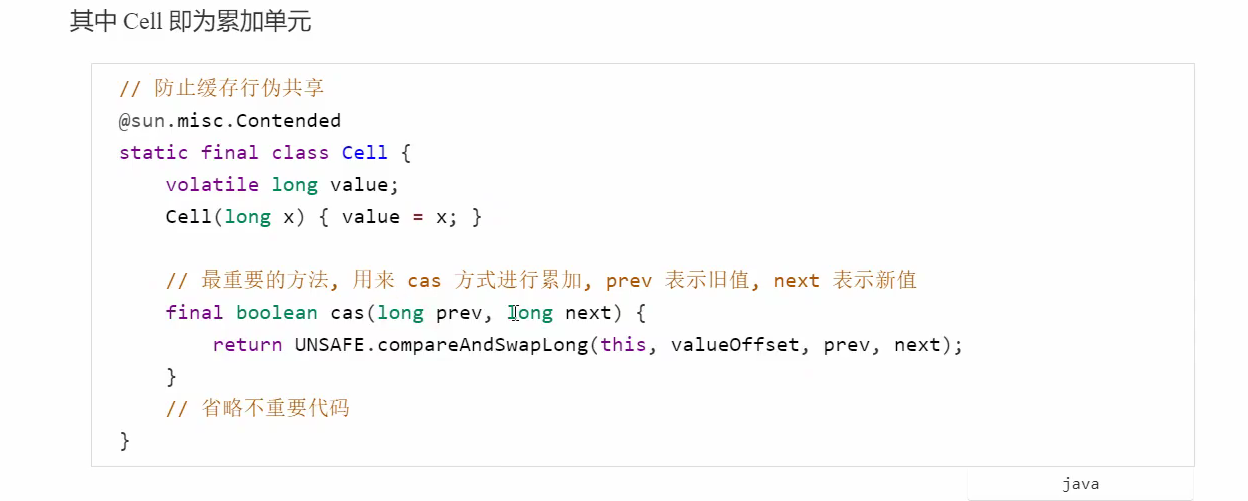 其中 Cell 即为累加单元
// 防止缓存行伪共享
@sun.misc.Contended
static final class Cell {
    volatile long value;
    Cell(long x) { value = x; }
    // 最重要的方法, 用来 cas 方式进行累加, prev 表示旧值, next 表示新值
    final boolean cas(long prev, long next) {
        return UNSAFE.compareAndSwapLong(this, valueOffset, prev, next);
    }
    // 省略不重要代码
}
java